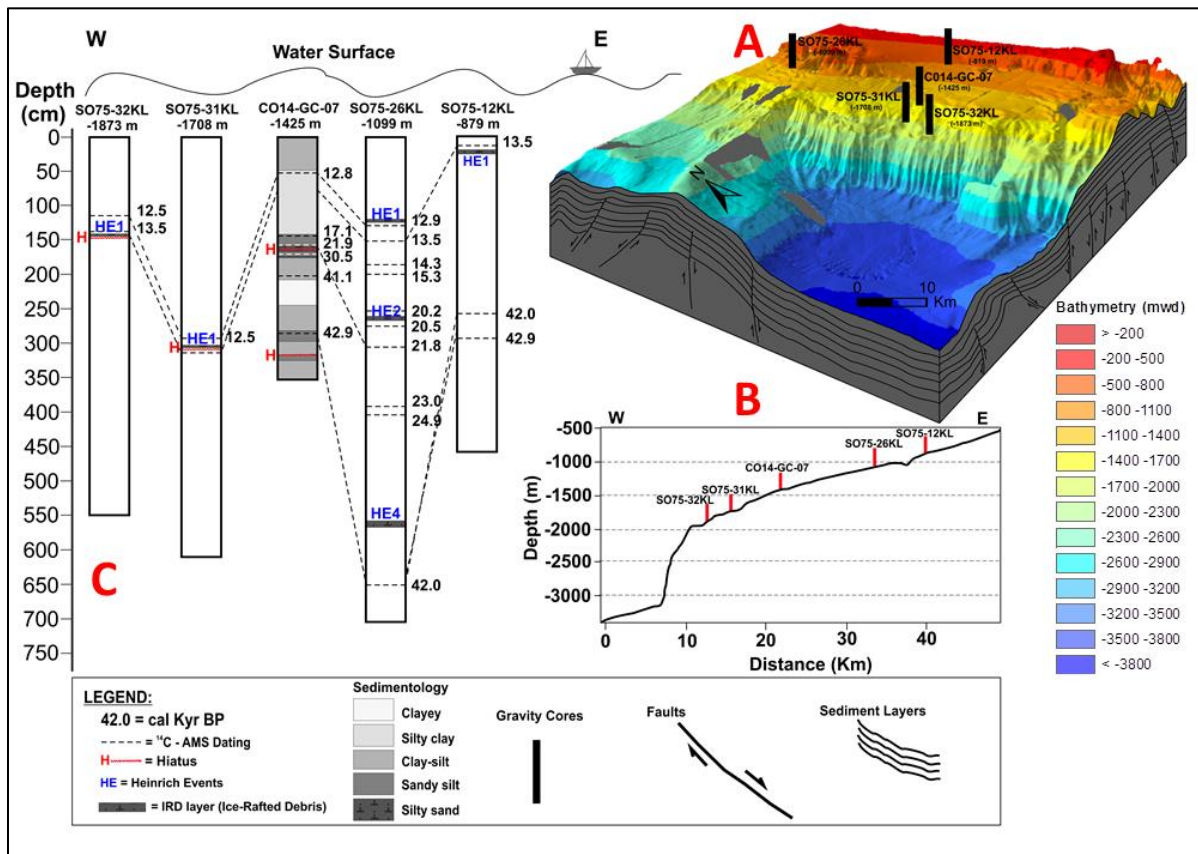 W
Water Surface
E
Depth
(cm)
SO75-32KL
-1873 m
SO75-31KL
-1708 m
CO14-GC-07
-1425 m
SO75-26KL
-1099 m
SO75-12KL
-879 m
0
50
100
150
200
250
300
350
400
450
500
550
600
650
700
750
12.5
HE1
13.5
H
HE1
12.5
H
12.8
17.1
21.9
H
30.5
41.1
42.9
H
HE1
12.9
13.5
14.3
15.3
HE2
20.2
20.5
21.8
23.0
24.9
HE4
42.0
13.5
HE1
42.0
42.9
C
A
SO75-26KL
SO75-12KL
(-819 m)
C014-GC-07
(-1425 m)
SO75-31KL
(-1708 m)
SO75-32KL
(-1873 m)
N
0 10
Km
Bathymetry (mwd)
> -200
-200 -500
-500 -800
-800 -1100
-1100 -1400
-1400 -1700
-1700 -2000
-2000 -2300
-2300 -2600
-2600 -2900
-2900 -3200
-3200 -3500
-3500 -3800
< -3800
B
W
E
Depth (m)
-500
-1000
-1500
-2000
-2500
-3000
SO75-32KL
SO75-31KL
CO14-GC-07
SO75-26KL
SO75-12KL
0 10 20 30 40
Distance (Km)
LEGEND:
42.0 = cal Kyr BP
= ¹⁴C - AMS Dating
H = Hiatus
HE = Heinrich Events
= IRD layer (Ice-Rafted Debris)
Sedimentology
Clayey
Silty clay
Clay-silt
Sandy silt
Silty sand
Gravity Cores
Faults
Sediment Layers